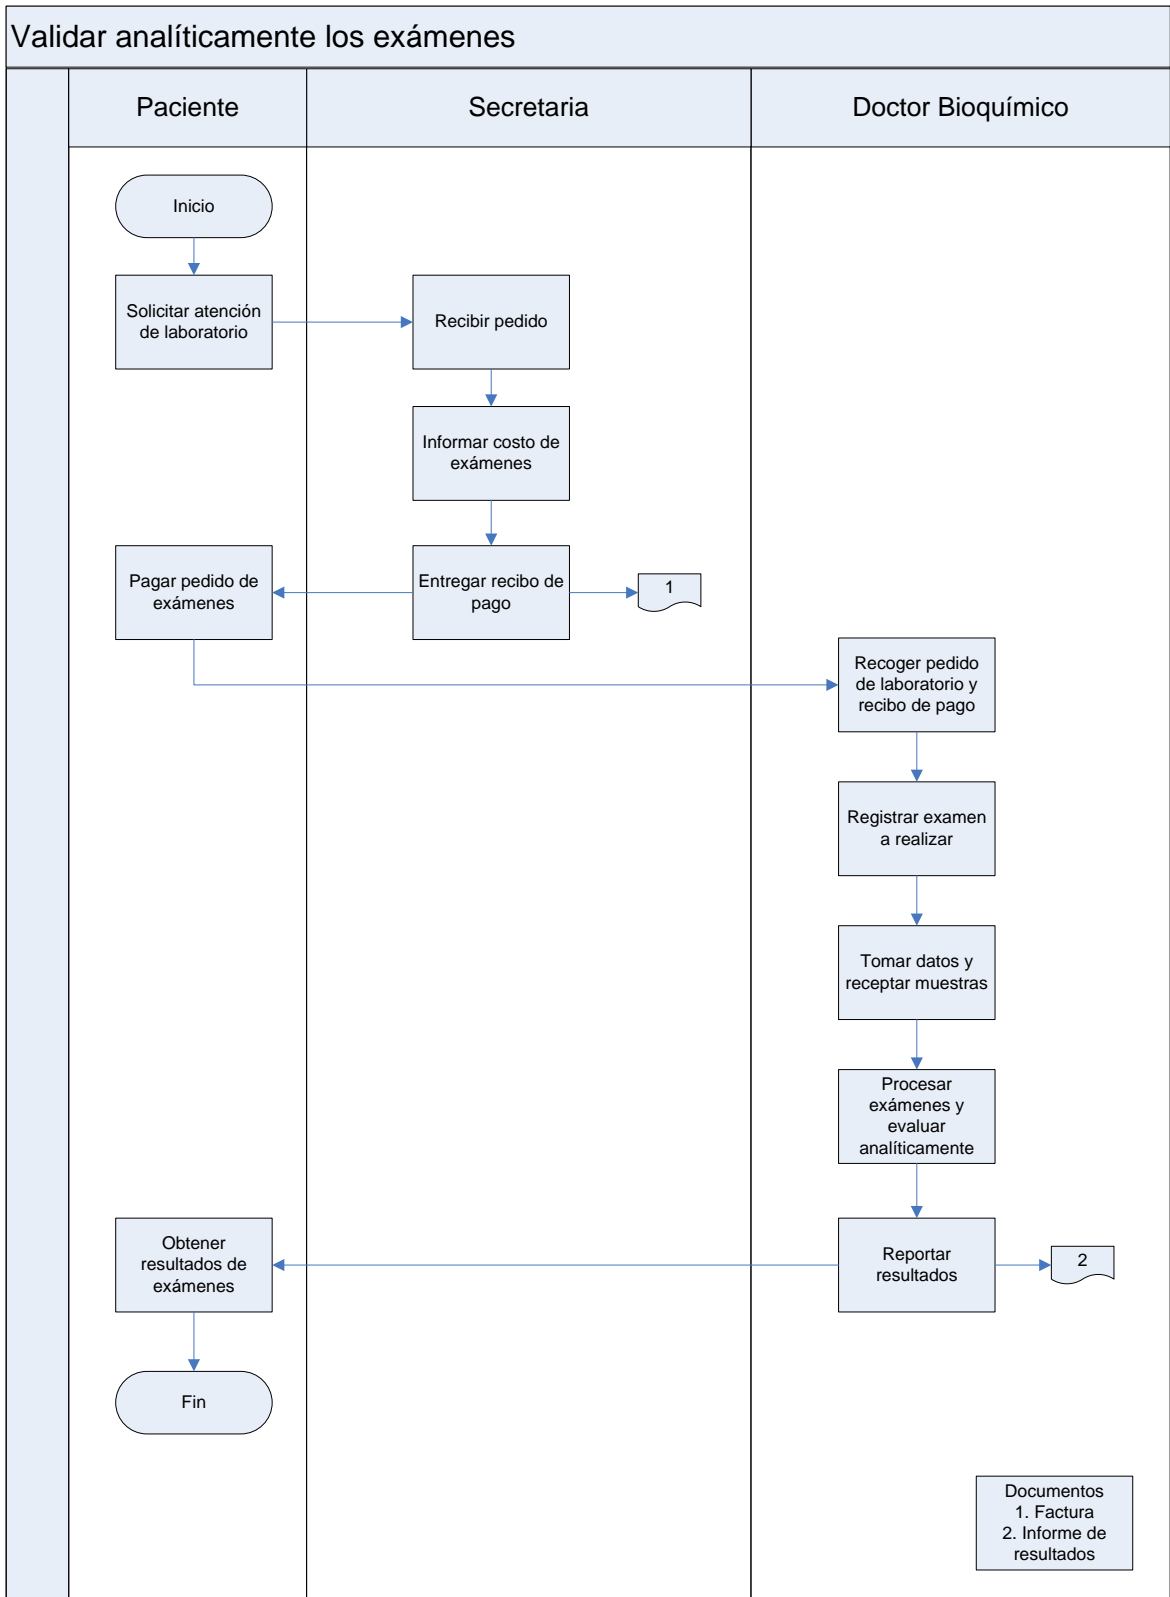 Validar analíticamente los exámenes
Paciente
Secretaria
Doctor Bioquímico
Inicio
Solicitar atención
de laboratorio
Recibir pedido
Informar costo de
exámenes
Pagar pedido de
exámenes
Entregar recibo de
pago
1
Recoger pedido
de laboratorio y
recibo de pago
Registrar examen
a realizar
Tomar datos y
receptar muestras
Procesar
exámenes y
evaluar
analíticamente
Obtener
resultados de
exámenes
Reportar
resultados
2
Fin
Documentos
1. Factura
2. Informe de
resultados